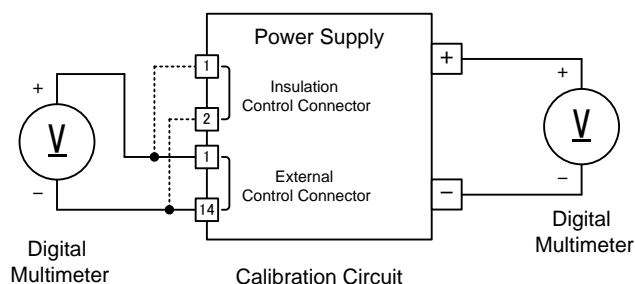 Power Supply
+
1
Insulation
Control Connector
+
V
−
2
1
External
Control Connector
14
Digital
Multimeter
+
V
−
−
Digital
Multimeter
Calibration Circuit